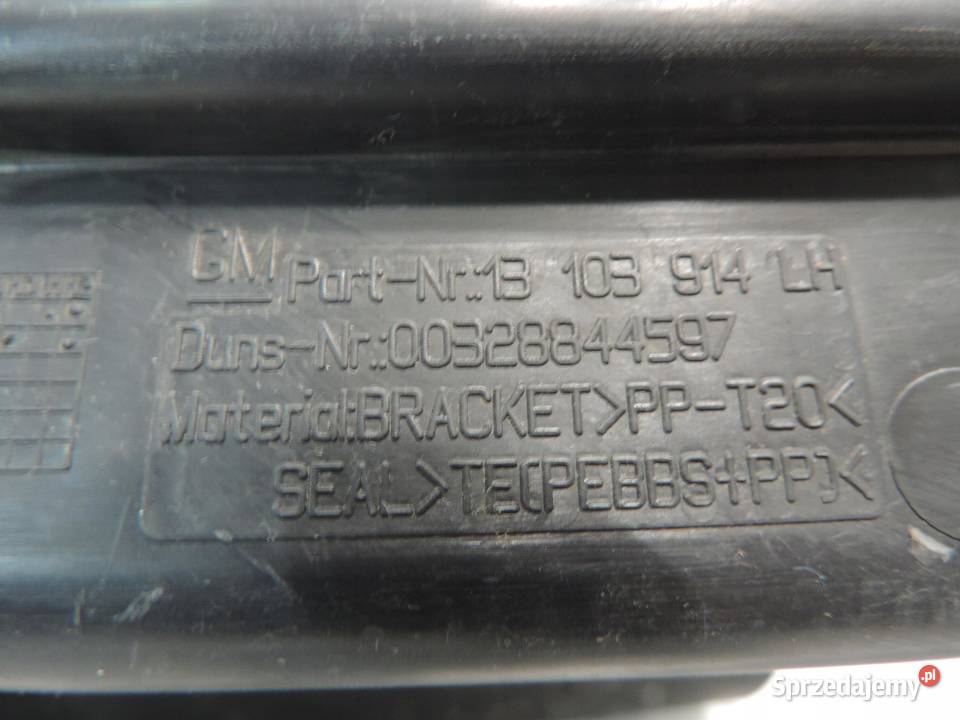 GM Part-Nr.:13 103 914 LH
Duns-Nr.:00328844597
Material:BRACKET>PP-T20<
SEAL>TE(PEBBS+PP)<
Sprzedajemy.pl